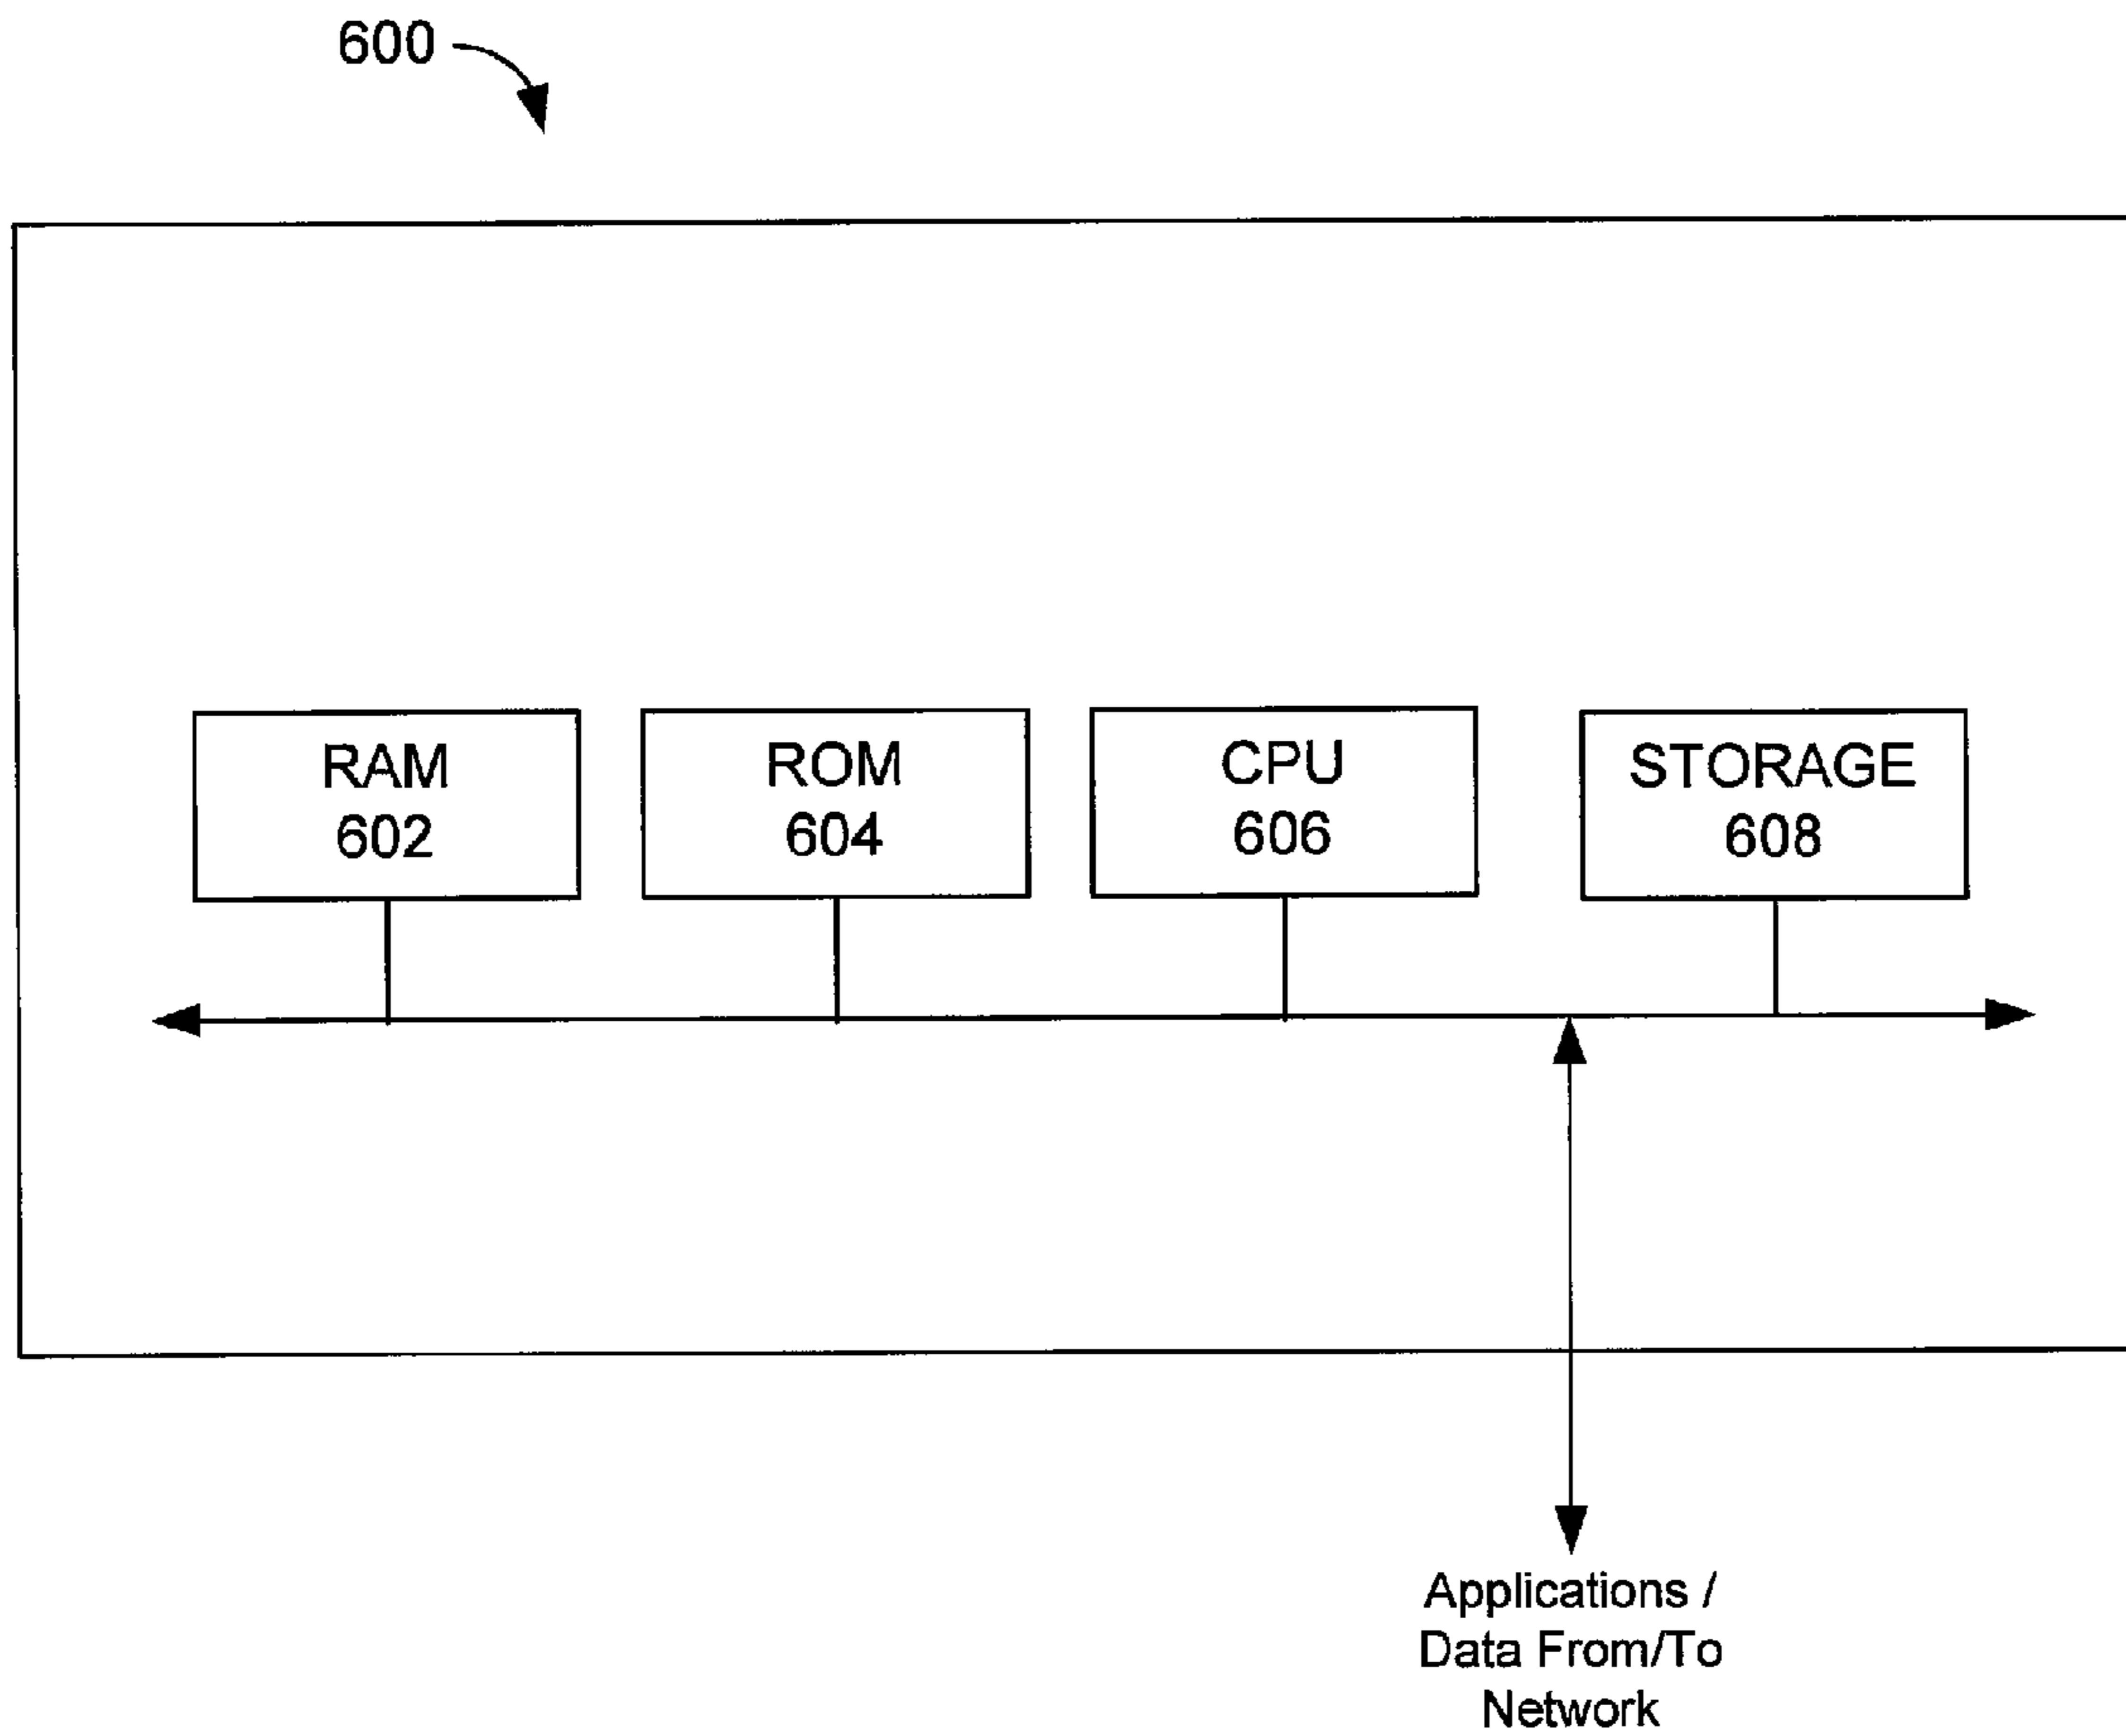 600
RAM
602
ROM
604
CPU
606
STORAGE
608
Applications /
Data From/To
Network